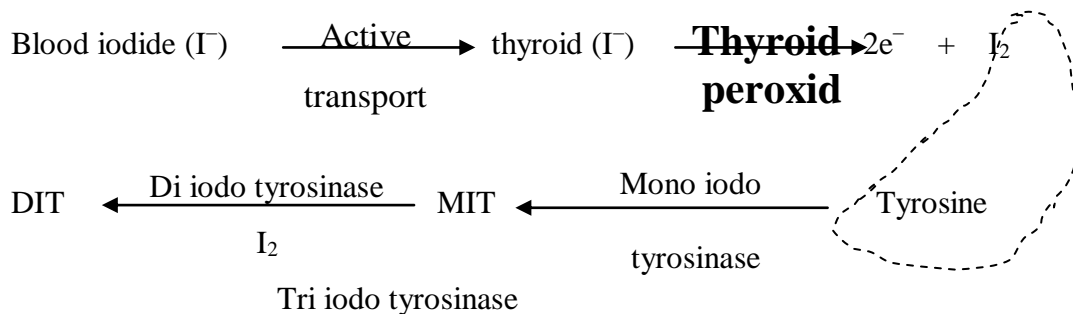 Blood iodide (I⁻) Active thyroid (I⁻) Thyroid 2e⁻ + I₂
transport peroxid
DIT Di iodo tyrosinase MIT Mono iodo Tyrosine
I₂ tyrosinase
Tri iodo tyrosinase